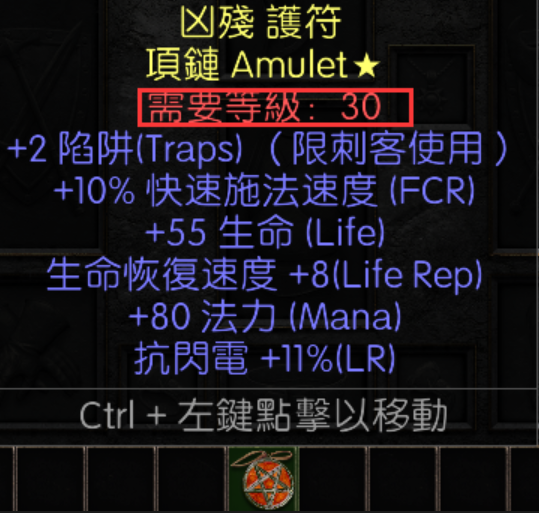 凶殘 護符
項鏈 Amulet★
需要等級： 30
+2 陷阱(Traps) （限刺客使用）
+10% 快速施法速度 (FCR)
+55 生命 (Life)
生命恢復速度 +8(Life Rep)
+80 法力 (Mana)
抗閃電 +11%(LR)
Ctrl + 左鍵點擊以移動